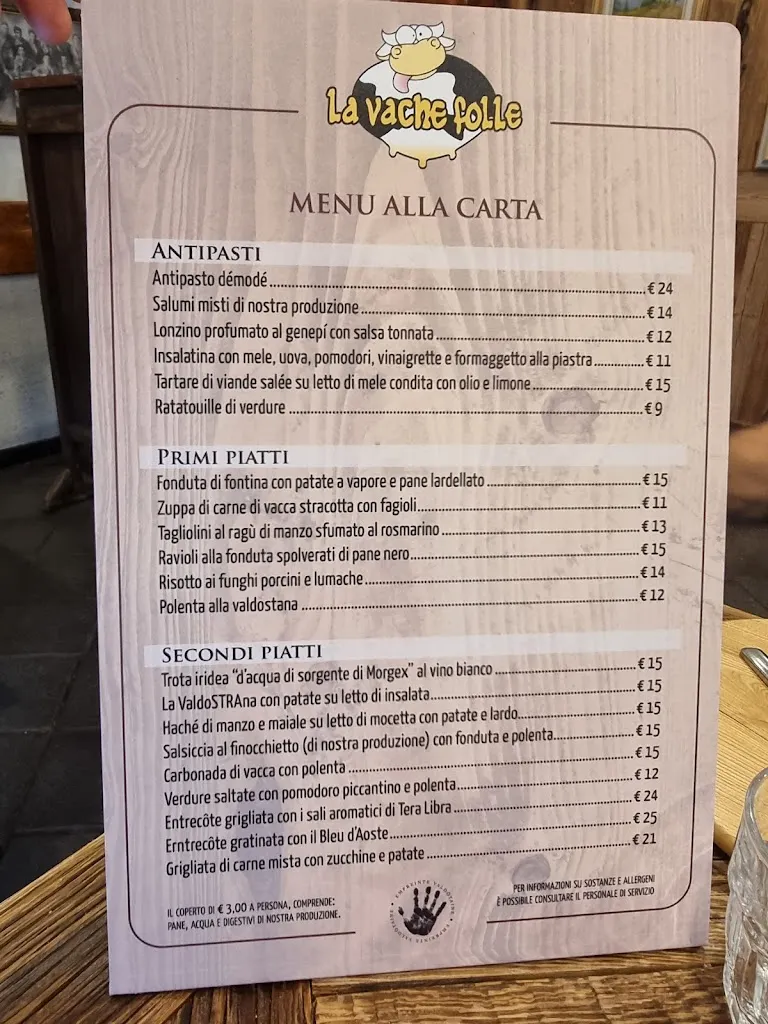 La vache folle
MENU ALLA CARTA
ANTIPASTI
Antipasto démodé € 24
Salumi misti di nostra produzione € 14
Lonzino profumato al genepí con salsa tonnata € 12
Insalatina con mele, uova, pomodori, vinaigrette e formaggetto alla piastra € 11
Tartare di viande salée su letto di mele condita con olio e limone € 15
Ratatouille di verdure € 9
PRIMI PIATTI
Fonduta di fontina con patate a vapore e pane lardellato € 15
Zuppa di carne di vacca stracotta con fagioli € 11
Tagliolini al ragù di manzo sfumato al rosmarino € 13
Ravioli alla fonduta spolverati di pane nero € 15
Risotto ai funghi porcini e lumache € 14
Polenta alla valdostana € 12
SECONDI PIATTI
Trota iridea “d’acqua di sorgente di Morgex” al vino bianco € 15
La ValdoSTRAna con patate su letto di insalata € 15
Haché di manzo e maiale su letto di mocetta con patate e lardo € 15
Salsiccia al finocchietto (di nostra produzione) con fonduta e polenta € 15
Carbonada di vacca con polenta € 15
Verdure saltate con pomodoro piccantino e polenta € 12
Entrecôte grigliata con i sali aromatici di Tera Libra € 24
Erntrecôte gratinata con il Bleu d'Aoste € 25
Grigliata di carne mista con zucchine e patate € 21
IL COPERTO DI € 3,00 A PERSONA, COMPRENDE:
PANE, ACQUA E DIGESTIVI DI NOSTRA PRODUZIONE.
PER INFORMAZIONI SU SOSTANZE E ALLERGENI
È POSSIBILE CONSULTARE IL PERSONALE DI SERVIZIO